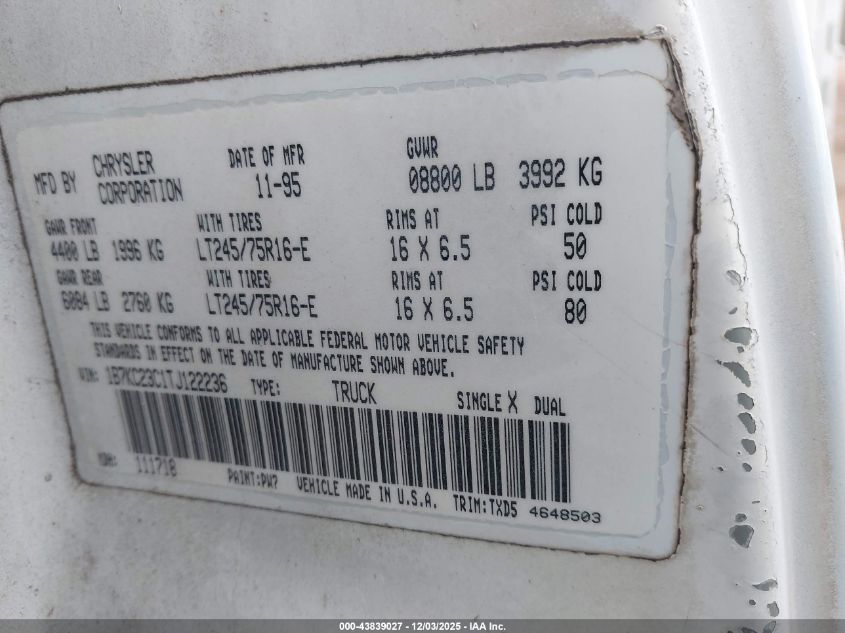 MFD BY CHRYSLER CORPORATION DATE OF MFR 11-95 GVWR 08800 LB 3992 KG
GAWR FRONT WITH TIRES RIMS AT PSI COLD
4400 LB 1996 KG LT245/75R16-E 16 X 6.5 50
GAWR REAR WITH TIRES RIMS AT PSI COLD
6084 LB 2760 KG LT245/75R16-E 16 X 6.5 80
THIS VEHICLE CONFORMS TO ALL APPLICABLE FEDERAL MOTOR VEHICLE SAFETY
STANDARDS IN EFFECT ON THE DATE OF MANUFACTURE SHOWN ABOVE.
VIN: 1B7KC23C1TJ122236 TYPE: TRUCK SINGLE X DUAL
MDH: 111718 PAINT:PW7 VEHICLE MADE IN U.S.A. TRIM:TXD5 4648503
000-43839027 - 12/03/2025 - IAA Inc.